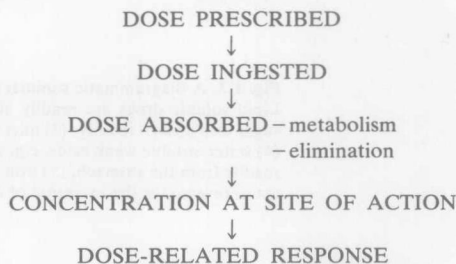 DOSE PRESCRIBED
↓
DOSE INGESTED
↓
DOSE ABSORBED—metabolism
—elimination
↓
CONCENTRATION AT SITE OF ACTION
↓
DOSE-RELATED RESPONSE